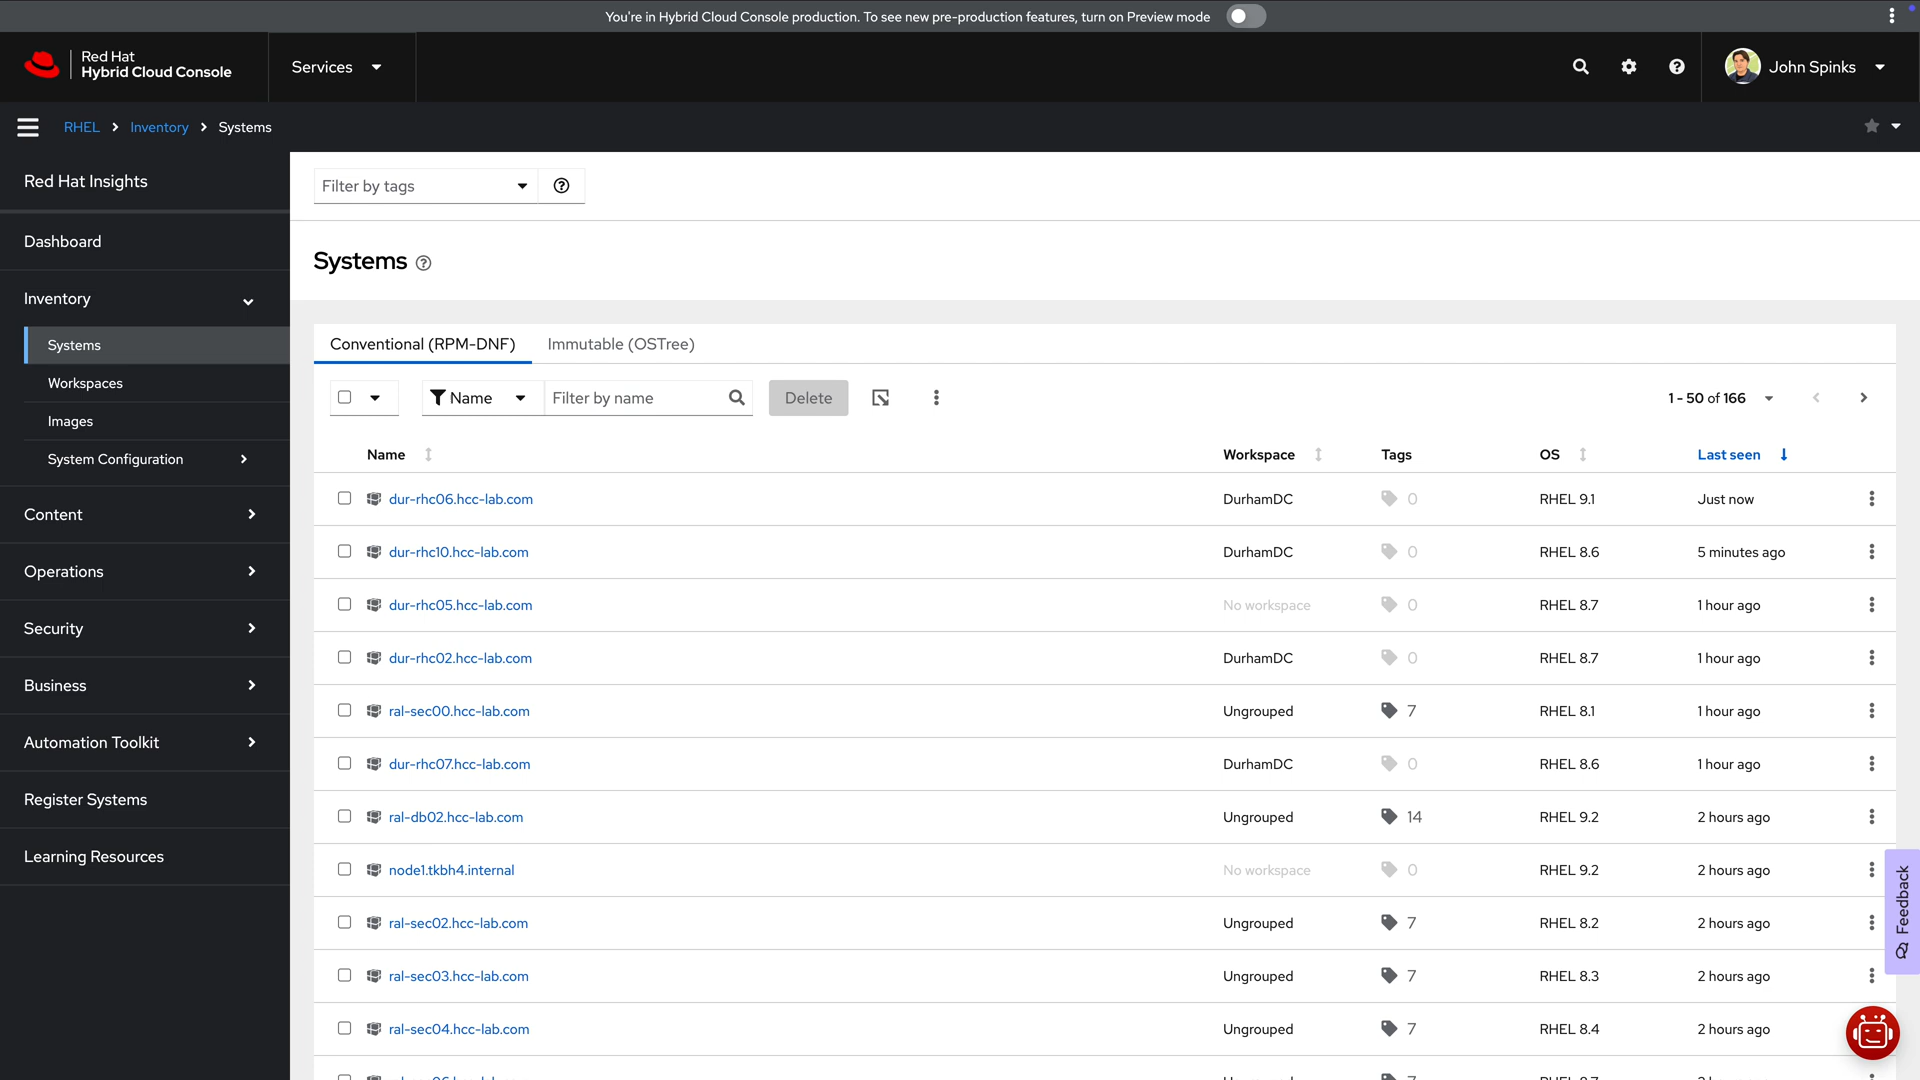 You're in Hybrid Cloud Console production. To see new pre-production features, turn on Preview mode
Red Hat
Hybrid Cloud Console
Services
John Spinks
RHEL
Inventory
Systems
Red Hat Insights
Dashboard
Inventory
Systems
Workspaces
Images
System Configuration
Content
Operations
Security
Business
Automation Toolkit
Register Systems
Learning Resources
Filter by tags
Systems
Conventional (RPM-DNF) Immutable (OSTree)
Name Filter by name Delete 1 - 50 of 166
Name Workspace Tags OS Last seen
dur-rhc06.hcc-lab.com DurhamDC 0 RHEL 9.1 Just now
dur-rhc10.hcc-lab.com DurhamDC 0 RHEL 8.6 5 minutes ago
dur-rhc05.hcc-lab.com No workspace 0 RHEL 8.7 1 hour ago
dur-rhc02.hcc-lab.com DurhamDC 0 RHEL 8.7 1 hour ago
ral-sec00.hcc-lab.com Ungrouped 7 RHEL 8.1 1 hour ago
dur-rhc07.hcc-lab.com DurhamDC 0 RHEL 8.6 1 hour ago
ral-db02.hcc-lab.com Ungrouped 14 RHEL 9.2 2 hours ago
node1.tkbh4.internal No workspace 0 RHEL 9.2 2 hours ago
ral-sec02.hcc-lab.com Ungrouped 7 RHEL 8.2 2 hours ago
ral-sec03.hcc-lab.com Ungrouped 7 RHEL 8.3 2 hours ago
ral-sec04.hcc-lab.com Ungrouped 7 RHEL 8.4 2 hours ago
Feedback